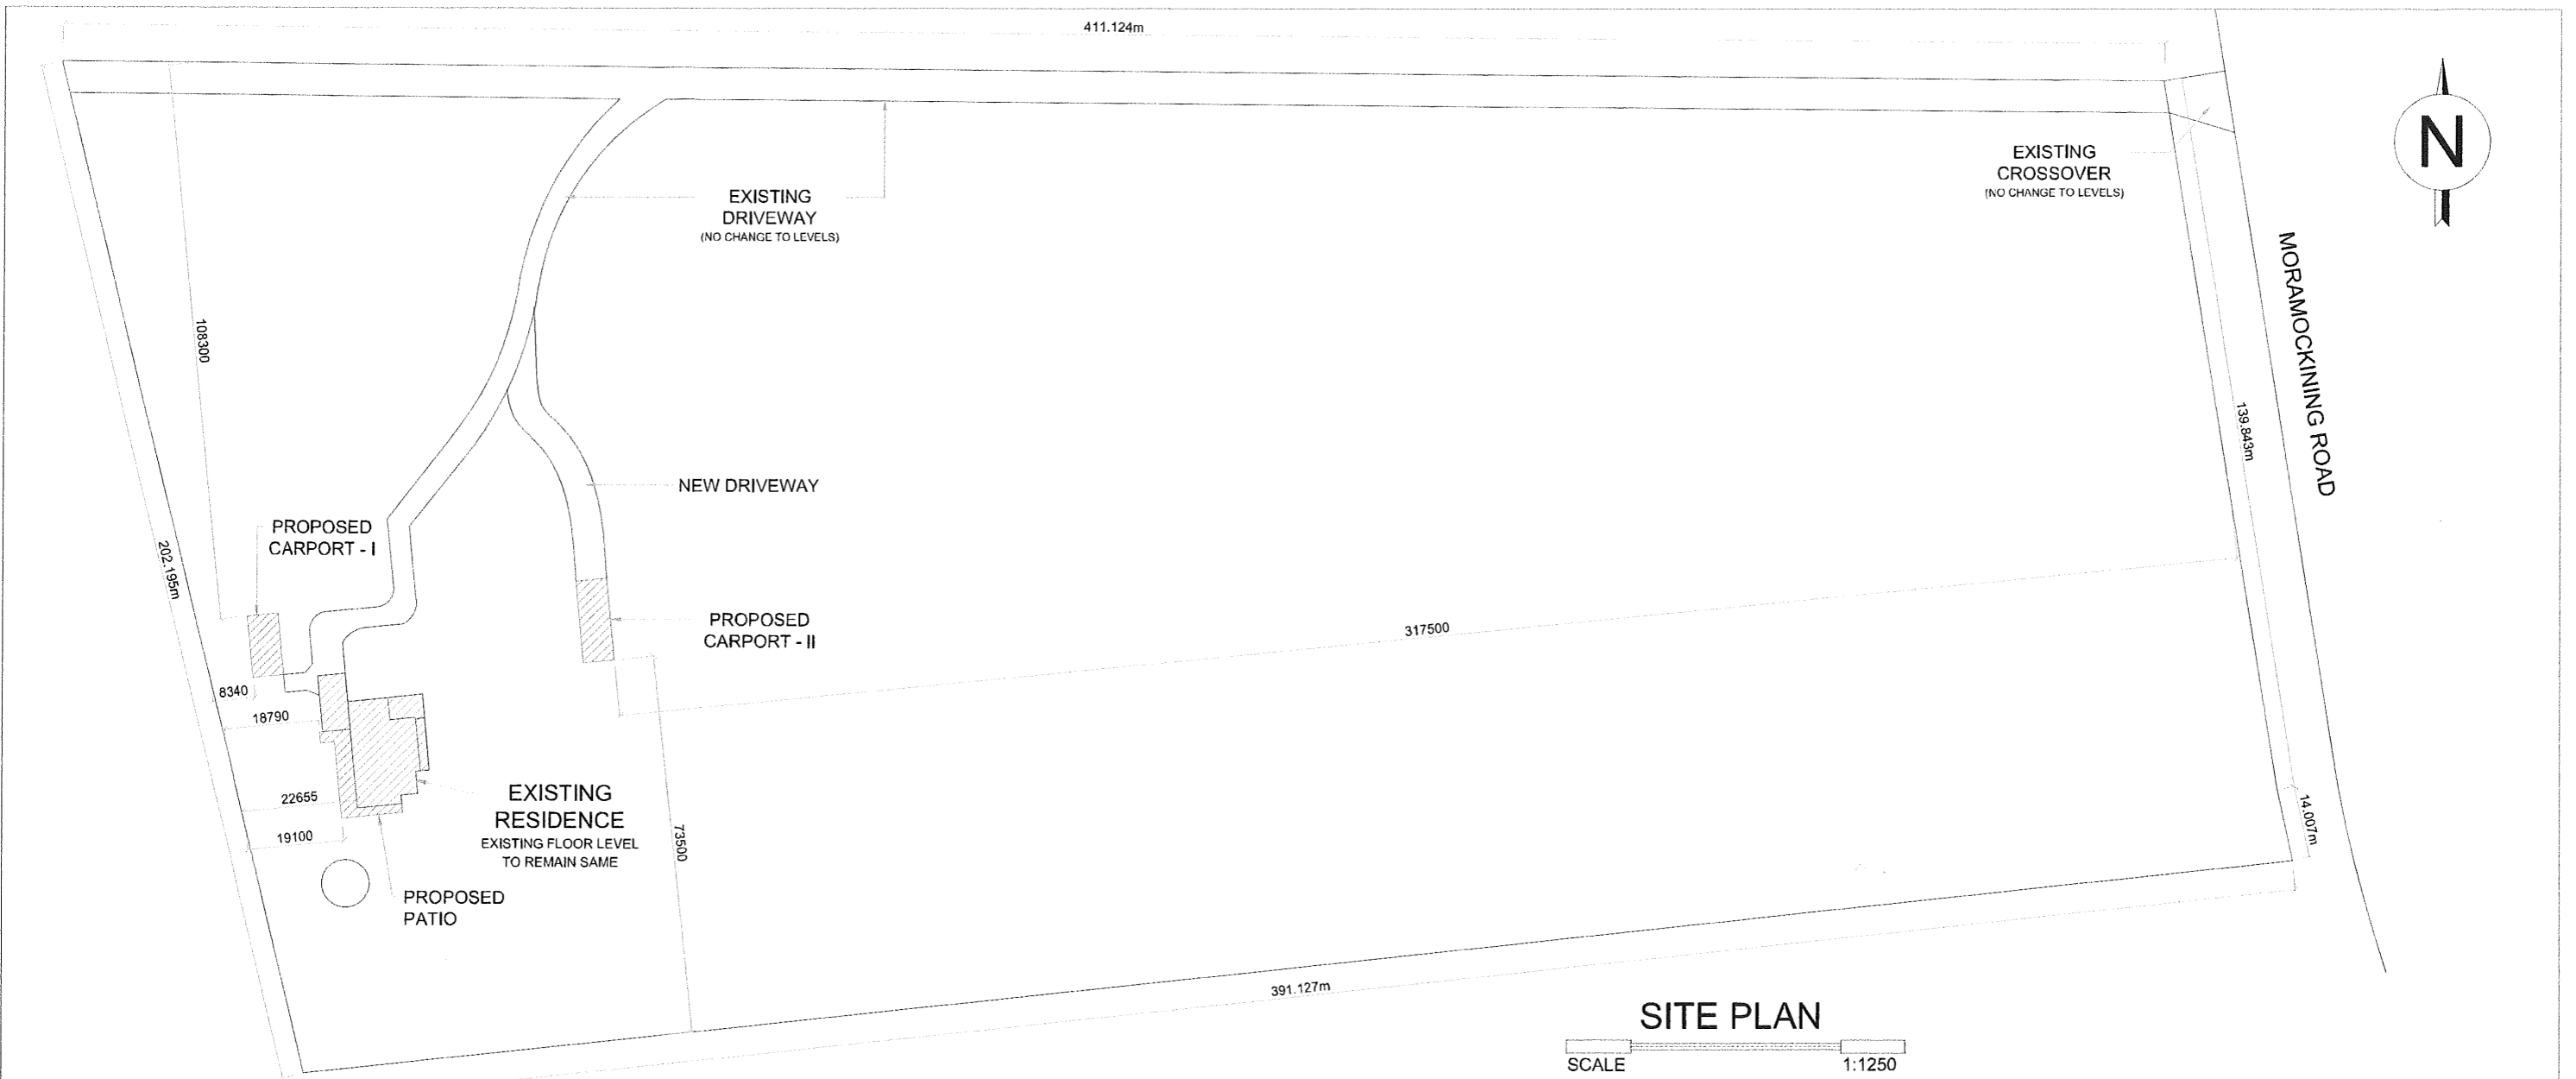 411.124m
N
EXISTING
CROSSOVER
(NO CHANGE TO LEVELS)
EXISTING
DRIVEWAY
(NO CHANGE TO LEVELS)
MORAMOCKING ROAD
108300
139.843m
NEW DRIVEWAY
PROPOSED
CARPORT - I
202.195m
PROPOSED
CARPORT - II
317500
8340
18790
EXISTING
RESIDENCE
EXISTING FLOOR LEVEL
TO REMAIN SAME
22655
19100
73500
14.007m
PROPOSED
PATIO
391.127m
SITE PLAN
SCALE
1:1250